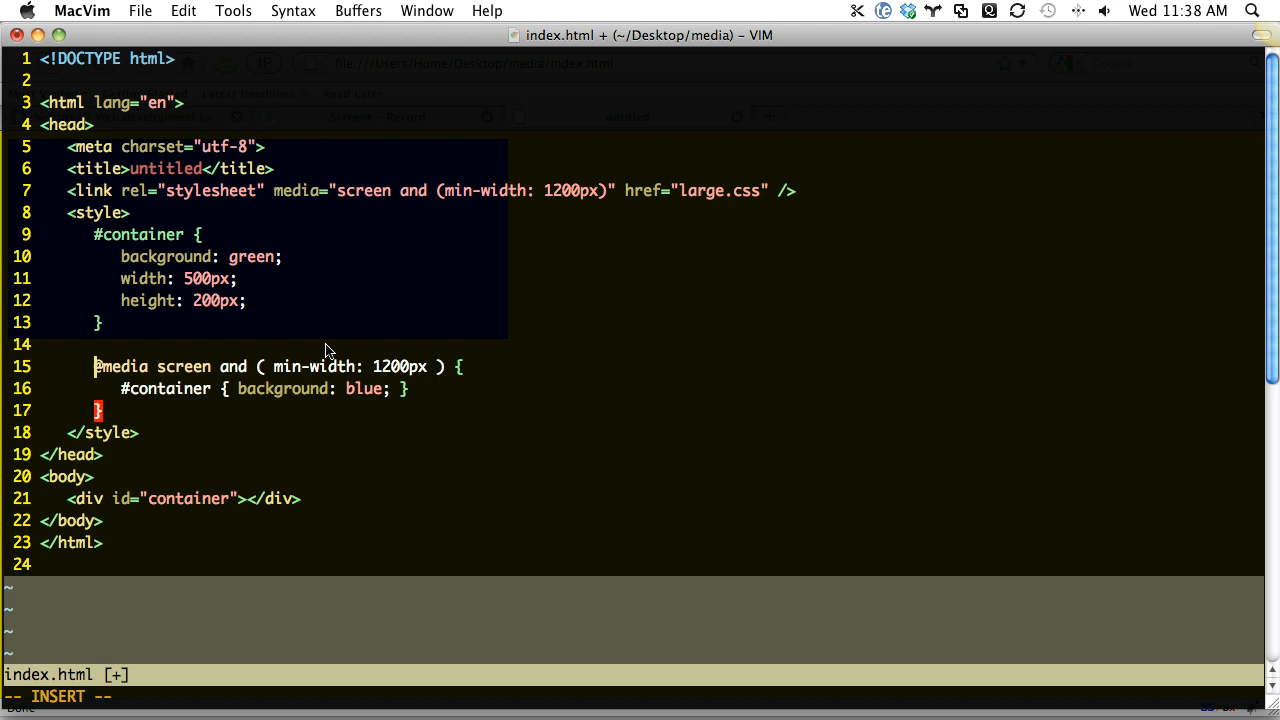 MacVim File Edit Tools Syntax Buffers Window Help Wed 11:38 AM
index.html + (~/Desktop/media) – VIM
1 <!DOCTYPE html>
2
3 <html lang="en">
4 <head>
5 <meta charset="utf-8">
6 <title>untitled</title>
7 <link rel="stylesheet" media="screen and (min-width: 1200px)" href="large.css" />
8 <style>
9 #container {
10 background: green;
11 width: 500px;
12 height: 200px;
13 }
14
15 @media screen and ( min-width: 1200px ) {
16 #container { background: blue; }
17 }
18 </style>
19 </head>
20 <body>
21 <div id="container"></div>
22 </body>
23 </html>
24
~
~
~
~
index.html [+]
-- INSERT --
Done